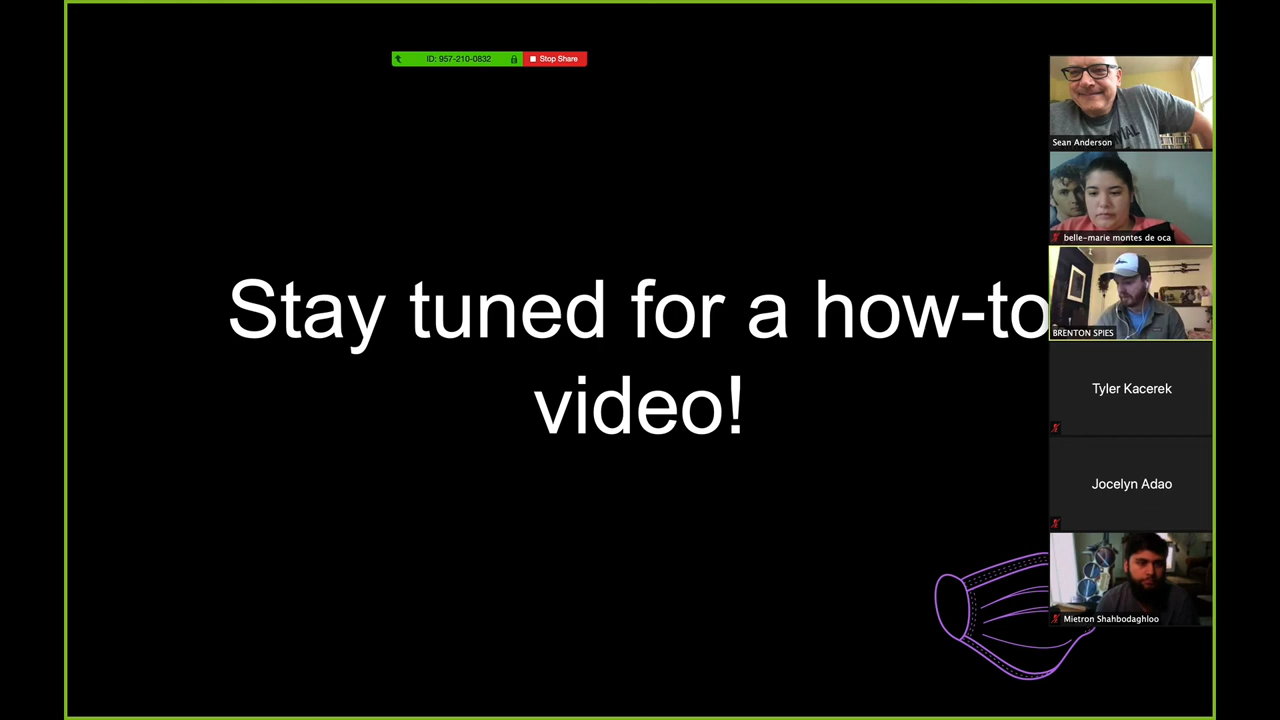 ID: 957-210-0832
Stop Share
Sean Anderson
belle-marie montes de oca
BRENTON SPIES
Stay tuned for a how-to
video!
Tyler Kacerek
Jocelyn Adao
Mietron Shahbodaghloo